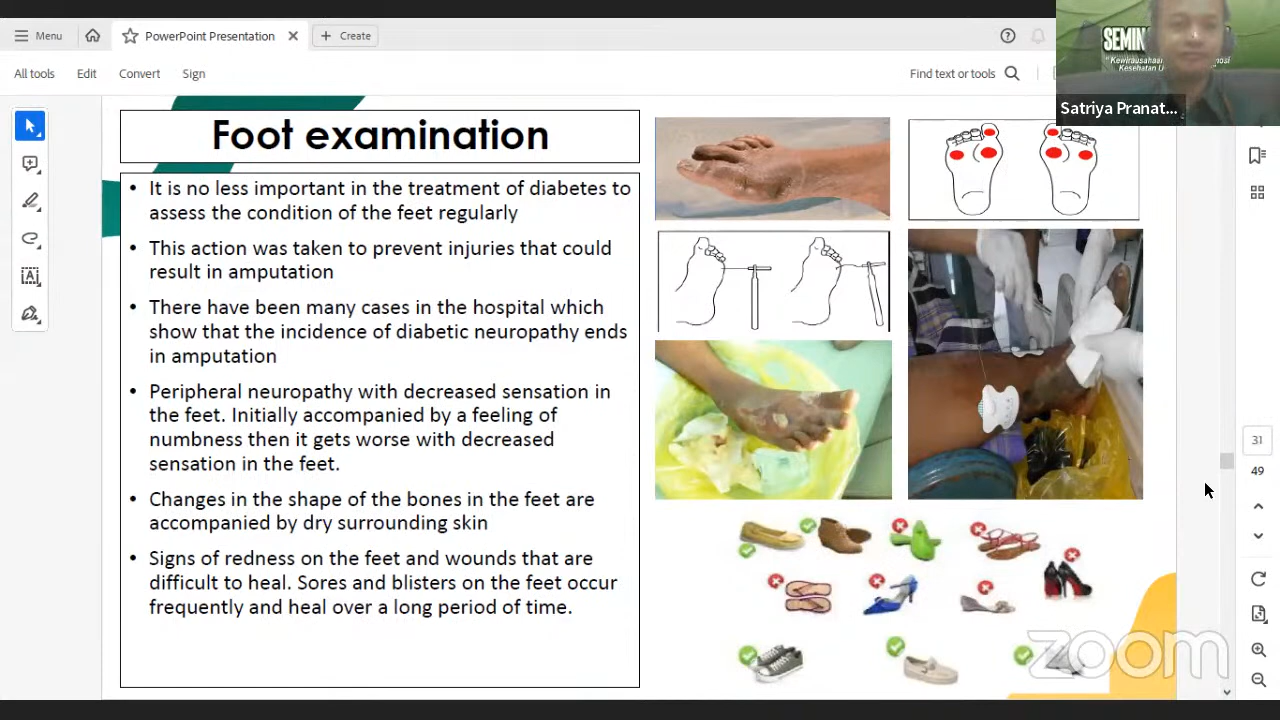 Menu
PowerPoint Presentation
Create
All tools
Edit
Convert
Sign
Find text or tools
SEMIN
" Kewirausahaan
Kesehatan
Satriya Pranat...
Foot examination
• It is no less important in the treatment of diabetes to
assess the condition of the feet regularly
• This action was taken to prevent injuries that could
result in amputation
• There have been many cases in the hospital which
show that the incidence of diabetic neuropathy ends
in amputation
• Peripheral neuropathy with decreased sensation in
the feet. Initially accompanied by a feeling of
numbness then it gets worse with decreased
sensation in the feet.
• Changes in the shape of the bones in the feet are
accompanied by dry surrounding skin
• Signs of redness on the feet and wounds that are
difficult to heal. Sores and blisters on the feet occur
frequently and heal over a long period of time.
31
49
zoom